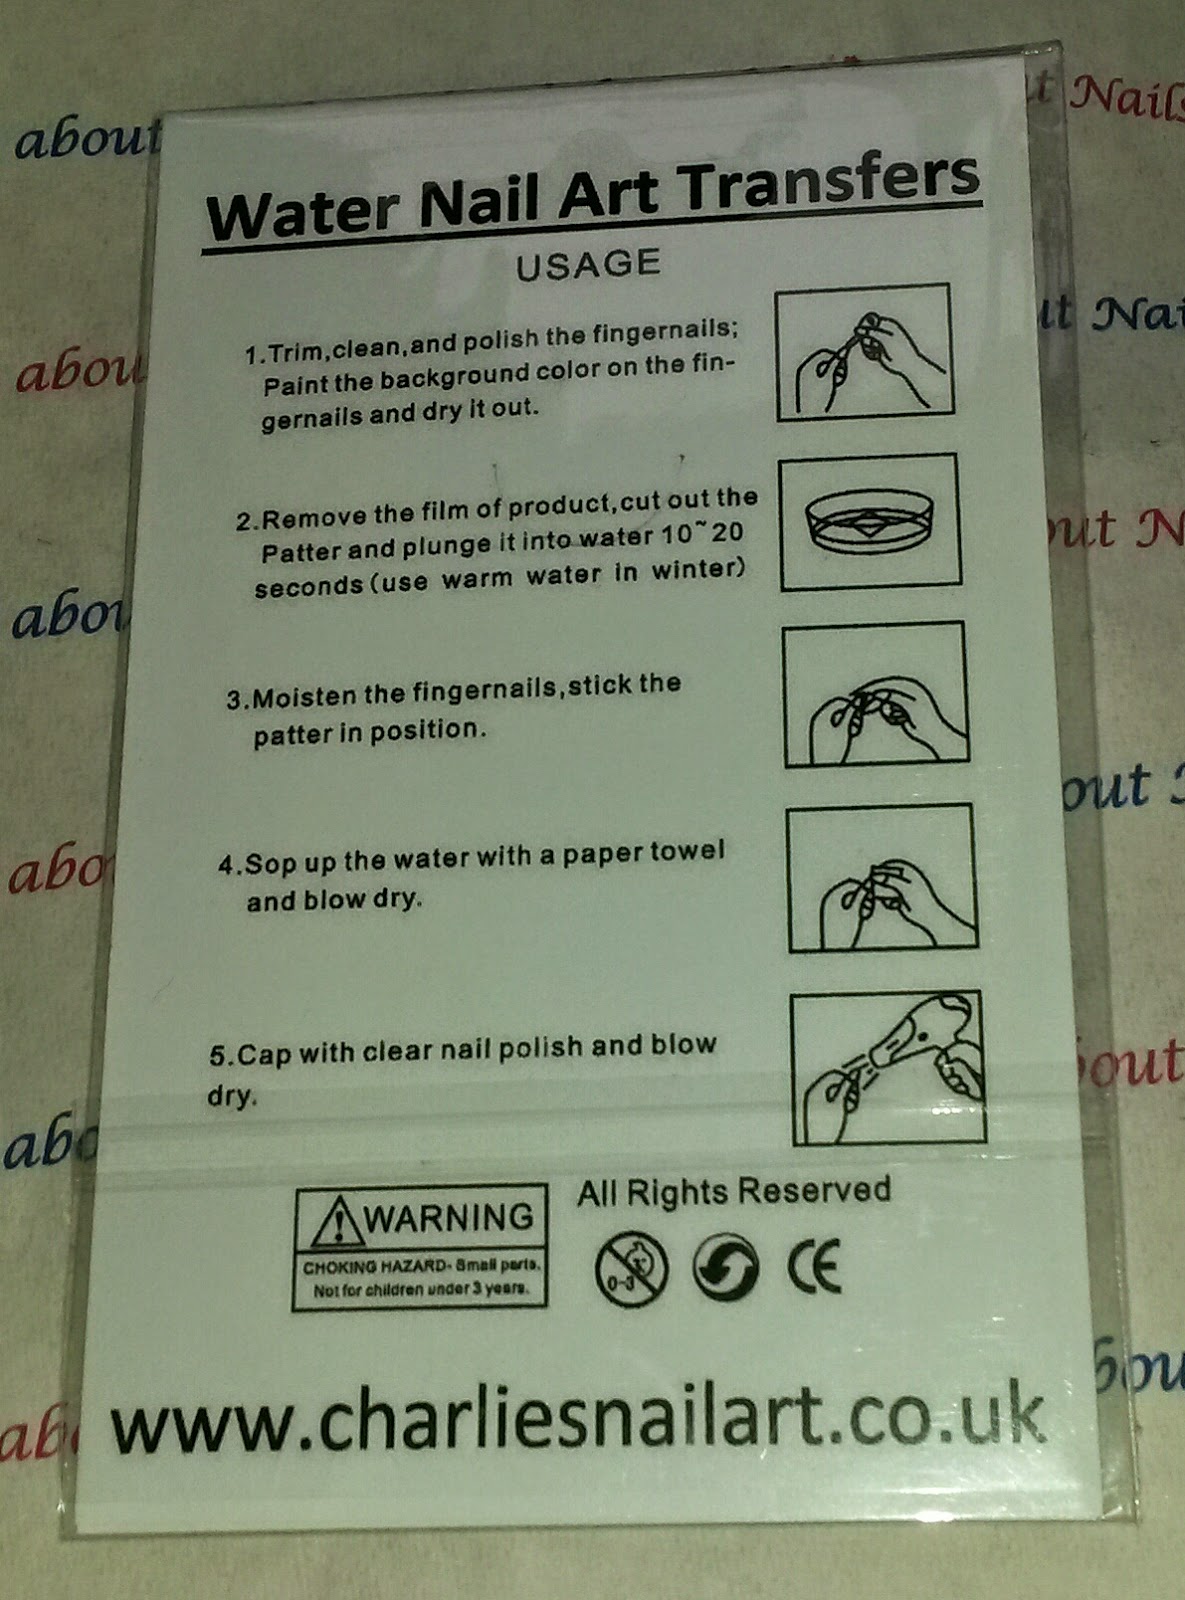 Water Nail Art Transfers
USAGE
1.Trim,clean,and polish the fingernails;
Paint the background color on the fin-
gernails and dry it out.
2.Remove the film of product,cut out the
Patter and plunge it into water 10~20
seconds(use warm water in winter)
3.Moisten the fingernails,stick the
patter in position.
4.Sop up the water with a paper towel
and blow dry.
5.Cap with clear nail polish and blow
dry.
WARNING
CHOKING HAZARD- Small parts.
Not for children under 3 years.
All Rights Reserved
0-3
CE
www.charliesnailart.co.uk
about
Nails